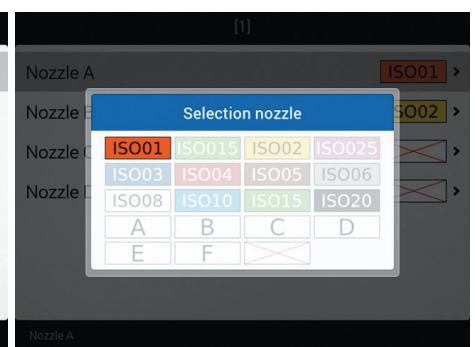 [1]
Nozzle A ISO01 >
Nozzle B ISO02 >
Nozzle C >
Nozzle D >
Selection nozzle
ISO01 ISO015 ISO02 ISO025
ISO03 ISO04 ISO05 ISO06
ISO08 ISO10 ISO15 ISO20
A B C D
E F
Nozzle A